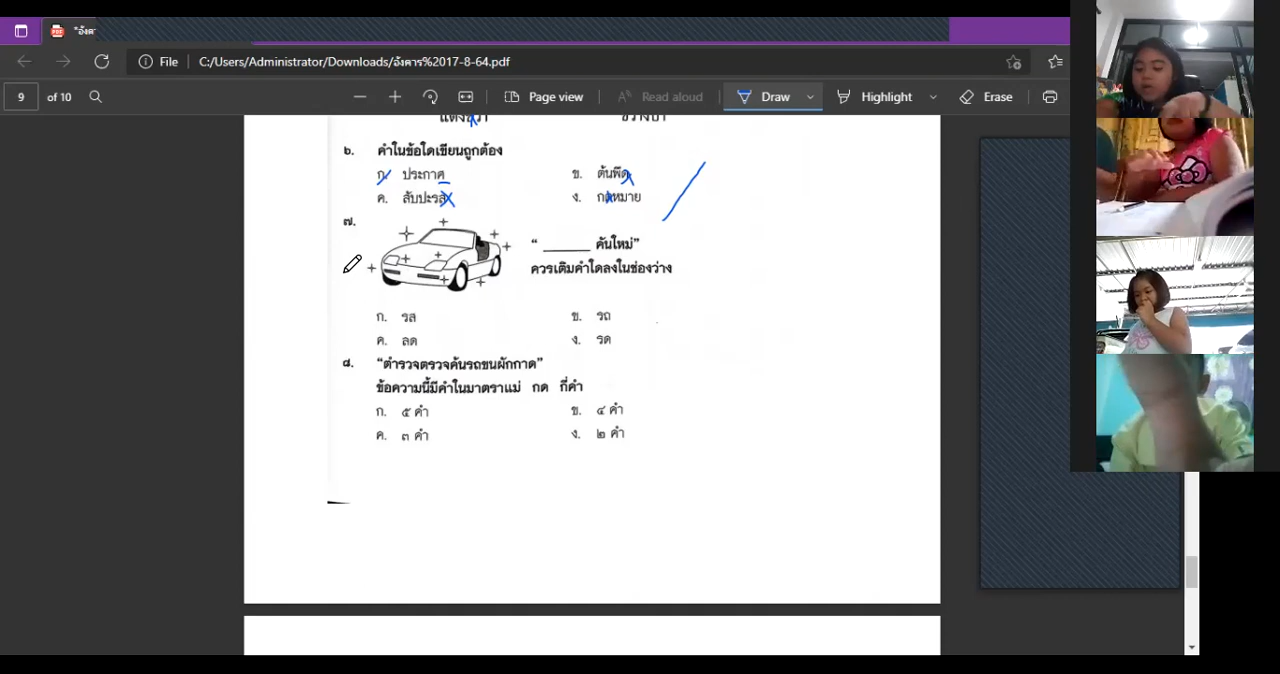 *อังค
File C:/Users/Administrator/Downloads/อังคาร%2017-8-64.pdf
9 of 10 Page view Read aloud Draw Highlight Erase
๖. คำในข้อใดเขียนถูกต้อง
ก. ประกาศ ข. ต้นพืด
ค. สับปะรส ง. กดหมาย
๗.
“ ______ คันใหม่”
ควรเติมคำใดลงในช่องว่าง
ก. รส ข. รถ
ค. ลด ง. รด
๘. “ตำรวจตรวจค้นรถขนผักกาด”
ข้อความนี้มีคำในมาตราแม่ กด กี่คำ
ก. ๕ คำ ข. ๔ คำ
ค. ๓ คำ ง. ๒ คำ